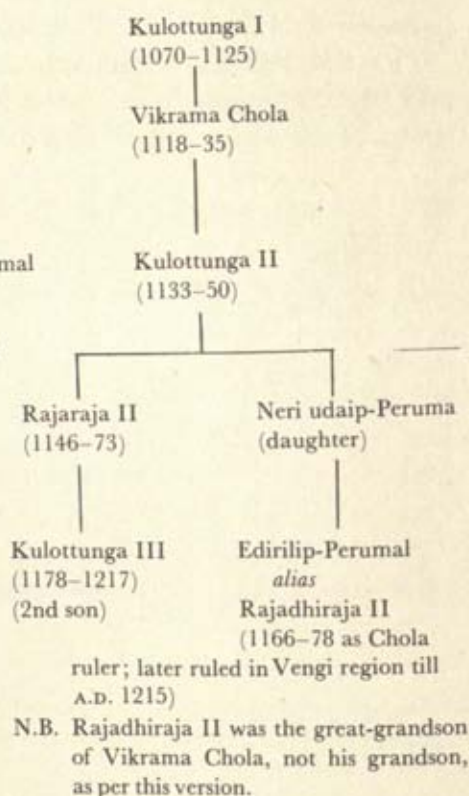 Kulottunga I
(1070–1125)
Vikrama Chola
(1118–35)
mal
Kulottunga II
(1133–50)
Rajaraja II
(1146–73)
Neri udaip-Peruma
(daughter)
Kulottunga III
(1178–1217)
(2nd son)
Edirilip-Perumal
alias
Rajadhiraja II
(1166–78 as Chola
ruler; later ruled in Vengi region till
A.D. 1215)
N.B. Rajadhiraja II was the great-grandson
of Vikrama Chola, not his grandson,
as per this version.